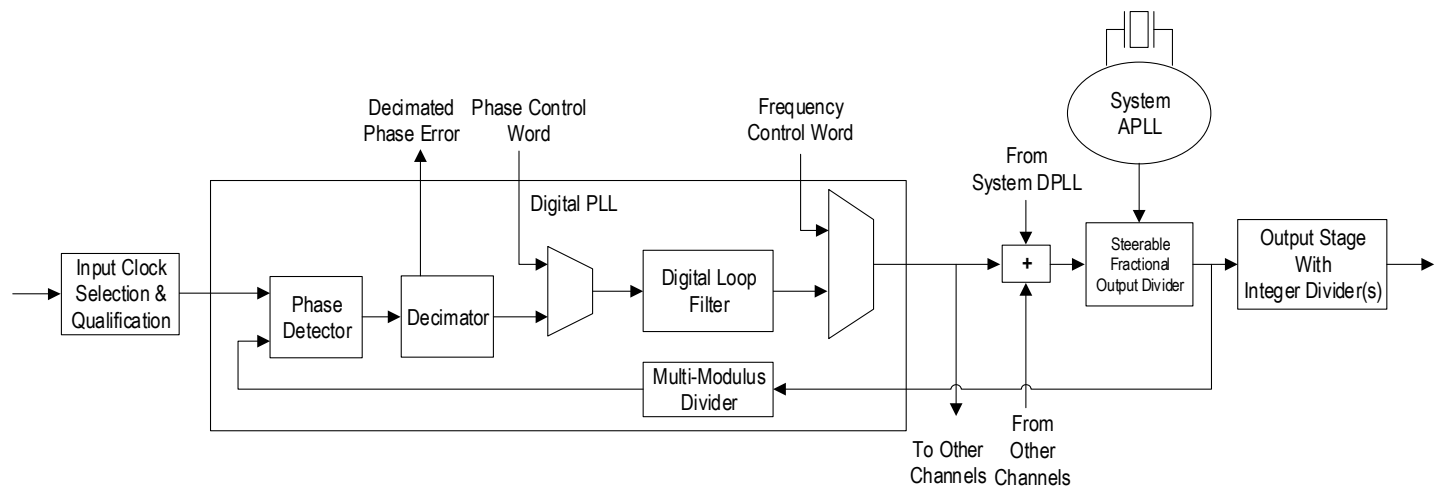 System
APLL
Decimated
Phase Error
Phase Control
Word
Frequency
Control Word
From
System DPLL
Digital PLL
Input Clock
Selection &
Qualification
Phase
Detector
Decimator
Digital Loop
Filter
+
Steerable
Fractional
Output Divider
Output Stage
With
Integer Divider(s)
Multi-Modulus
Divider
To Other
Channels
From
Other
Channels